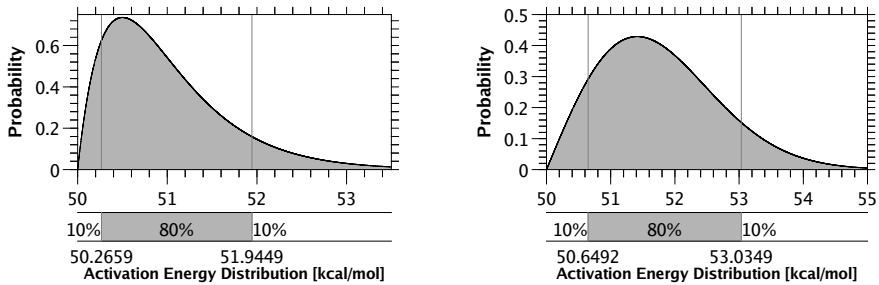 Probability
0.6
0.4
0.2
0
50 51 52 53
10% 80% 10%
50.2659 51.9449
Activation Energy Distribution [kcal/mol]
Probability
0.5
0.4
0.3
0.2
0.1
0
50 51 52 53 54 55
10% 80% 10%
50.6492 53.0349
Activation Energy Distribution [kcal/mol]